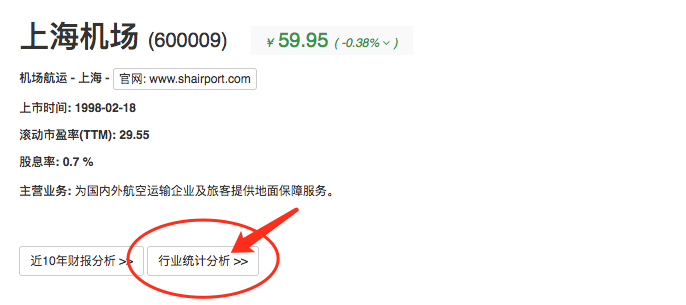 上海机场 (600009) ￥59.95 ( -0.38% )
机场航运 - 上海 - 官网: www.shairport.com
上市时间: 1998-02-18
滚动市盈率(TTM): 29.55
股息率: 0.7 %
主营业务: 为国内外航空运输企业及旅客提供地面保障服务。
近10年财报分析 >> 行业统计分析 >>